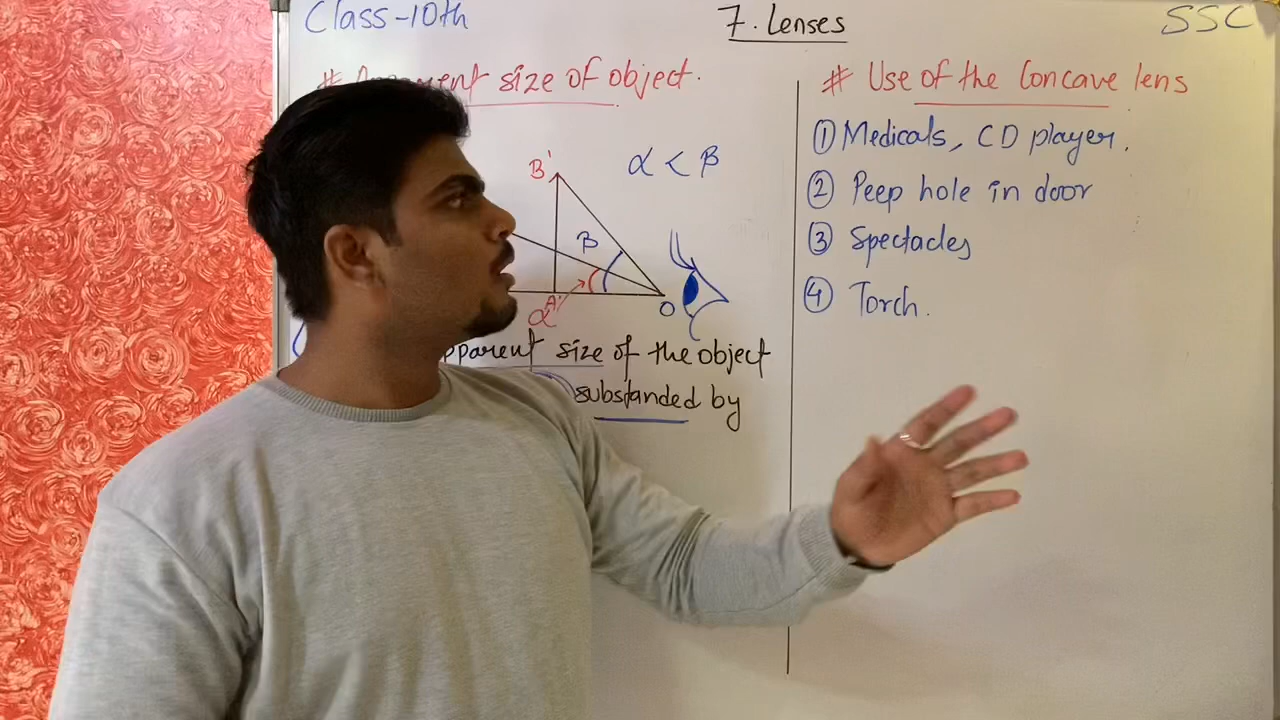 Class-10th
7. Lenses
SSC
size of object.
B'
α < β
β
A'
α
O
size of the object
substanded by
# Use of the Concave lens
① Medicals, CD player.
② Peep hole in door
③ Spectacles
④ Torch.